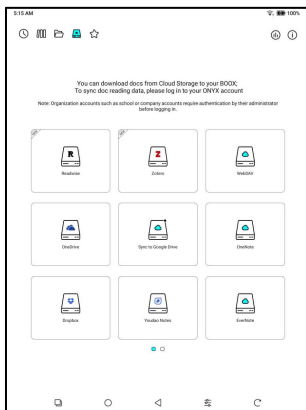 5:15 AM
100%
You can download docs from Cloud Storage to your BOOX;
To sync doc reading data, please log in to your ONYX account
Note: Organization accounts such as school or company accounts require authentication by their administrator
before logging in.
R
Z
Readwise
Zotero
WebDAV
OneDrive
Sync to Google Drive
OneNote
Dropbox
Youdao Notes
EverNote